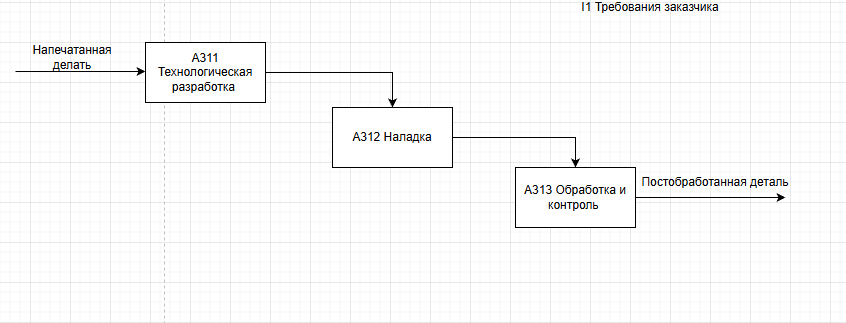 I1 Требования заказчика
Напечатанная
делать
А311
Технологическая
разработка
А312 Наладка
А313 Обработка и
контроль
Постобработанная деталь